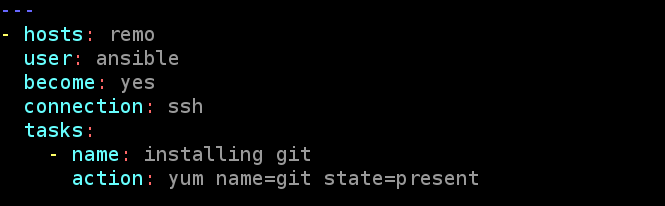 ---
- hosts: remo
  user: ansible
  become: yes
  connection: ssh
  tasks:
    - name: installing git
      action: yum name=git state=present